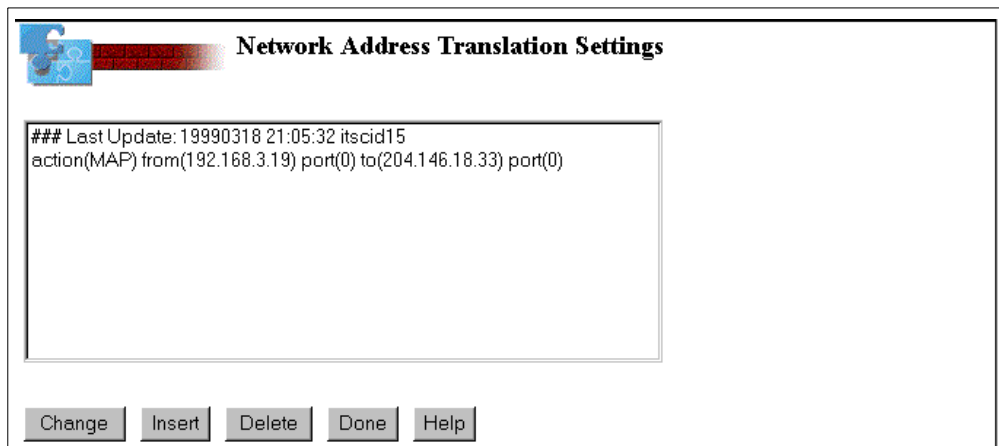 Network Address Translation Settings
### Last Update: 19990318 21:05:32 itscid15
action(MAP) from(192.168.3.19) port(0) to(204.146.18.33) port(0)
Change Insert Delete Done Help